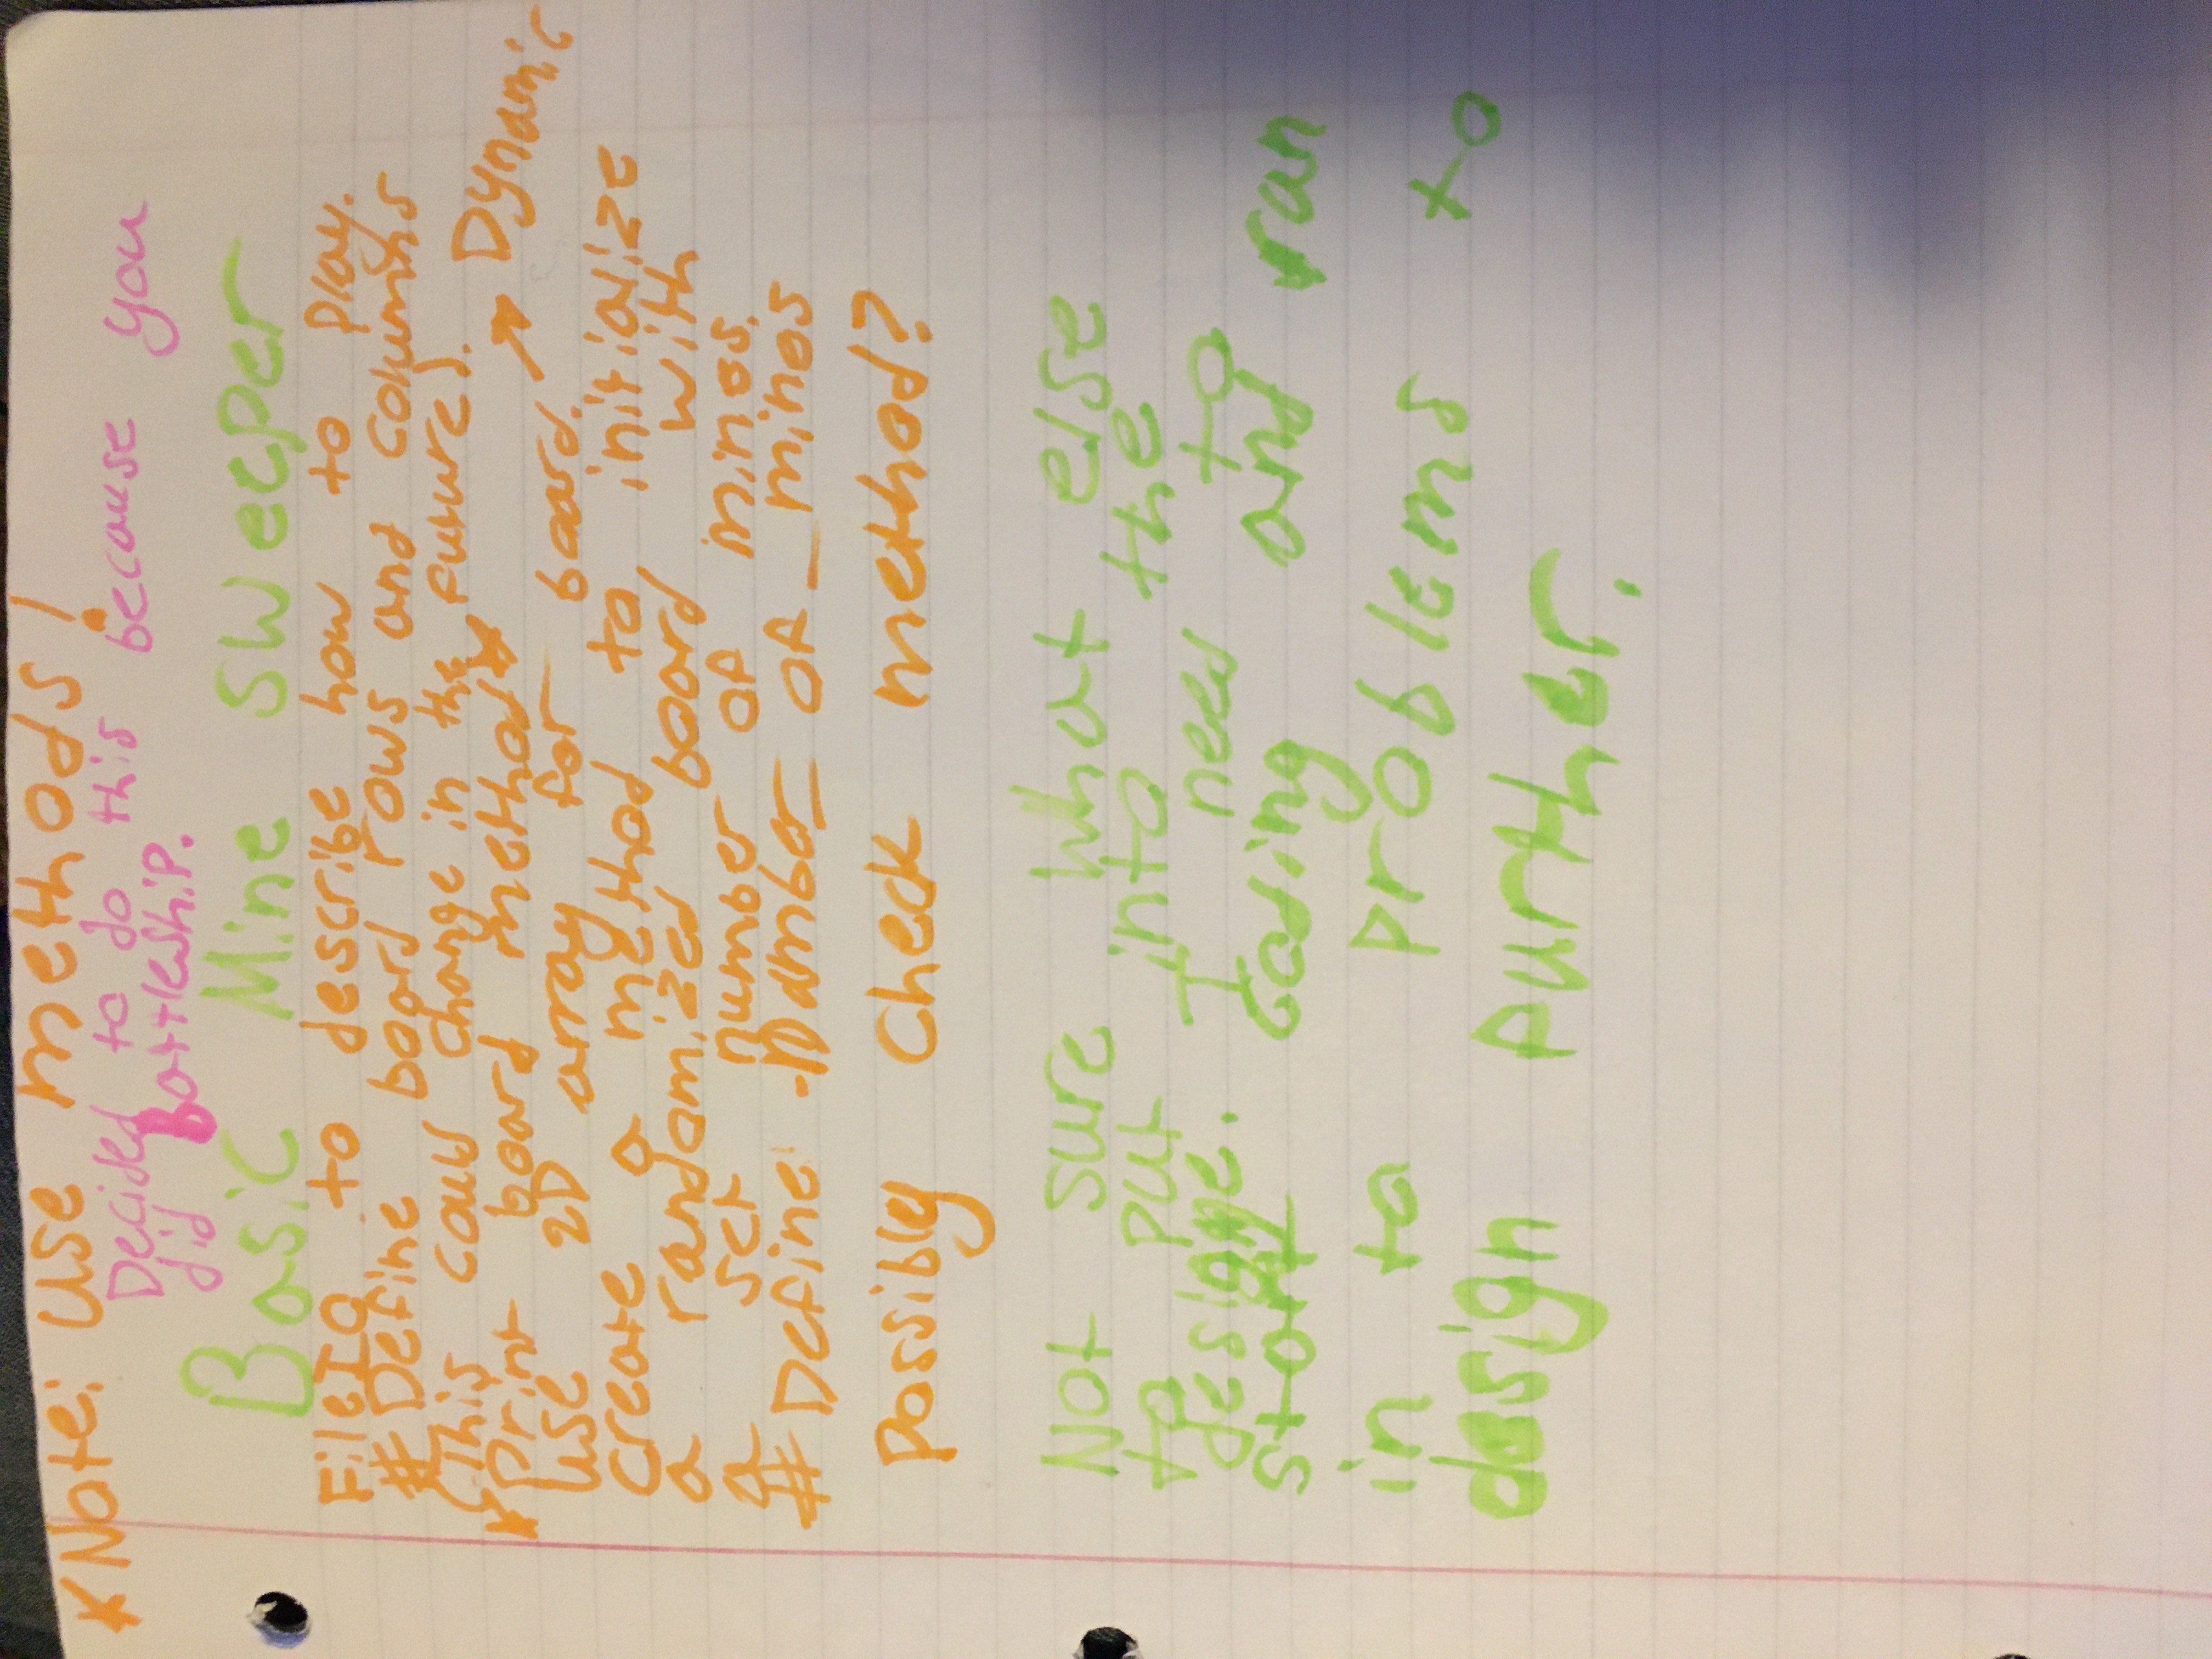 *Note: Use methods!
Decided to do this because you
did Battleship.
Basic Mine sweeper
FileIO to describe how to play.
# Define board rows and columns
(This could change in the future).
*Print board method*
use 2D array for board. → Dynamic
create a method to initialize
a randomized board with
a set number of mines.
# Define Number_of_mines
Possibly Check method?
Not sure what else
to put into the
designe. I need to
start coding and run
in to problems to
design further.